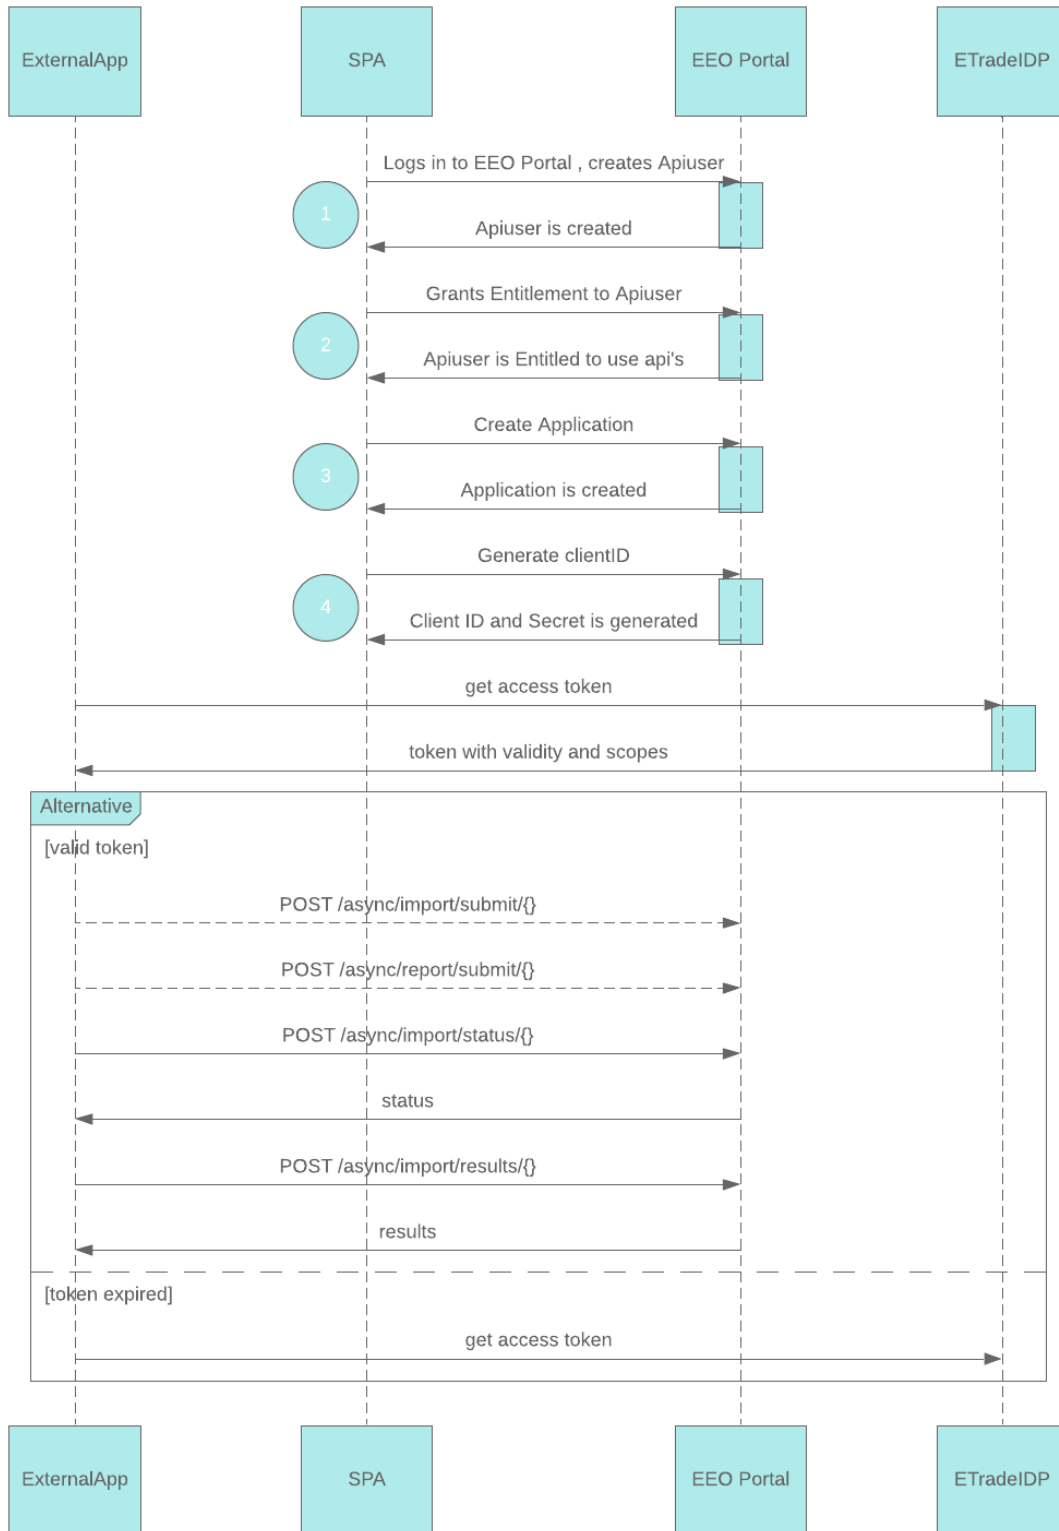 ExternalApp
SPA
EEO Portal
ETradeIDP
Logs in to EEO Portal , creates Apiuser
1
Apiuser is created
Grants Entitlement to Apiuser
2
Apiuser is Entitled to use api's
Create Application
3
Application is created
Generate clientID
4
Client ID and Secret is generated
get access token
token with validity and scopes
Alternative
[valid token]
POST /async/import/submit/{}
POST /async/report/submit/{}
POST /async/import/status/{}
status
POST /async/import/results/{}
results
[token expired]
get access token
ExternalApp
SPA
EEO Portal
ETradeIDP